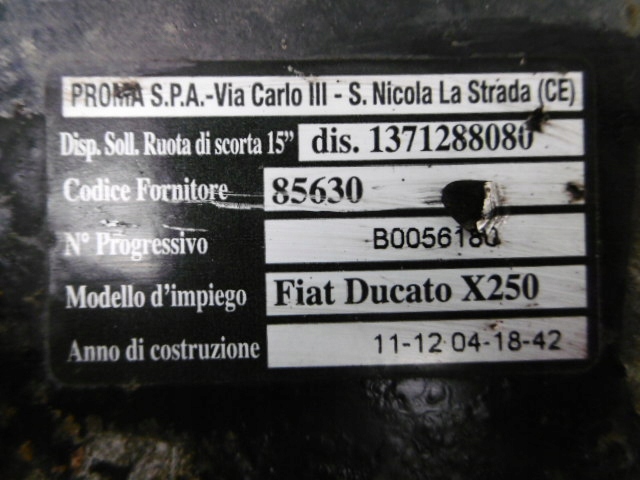 PROMA S.P.A.-Via Carlo III - S. Nicola La Strada (CE)
Disp. Soll. Ruota di scorta 15” dis. 1371288080
Codice Fornitore 85630
N° Progressivo B0056180
Modello d’impiego Fiat Ducato X250
Anno di costruzione 11-12 04-18-42